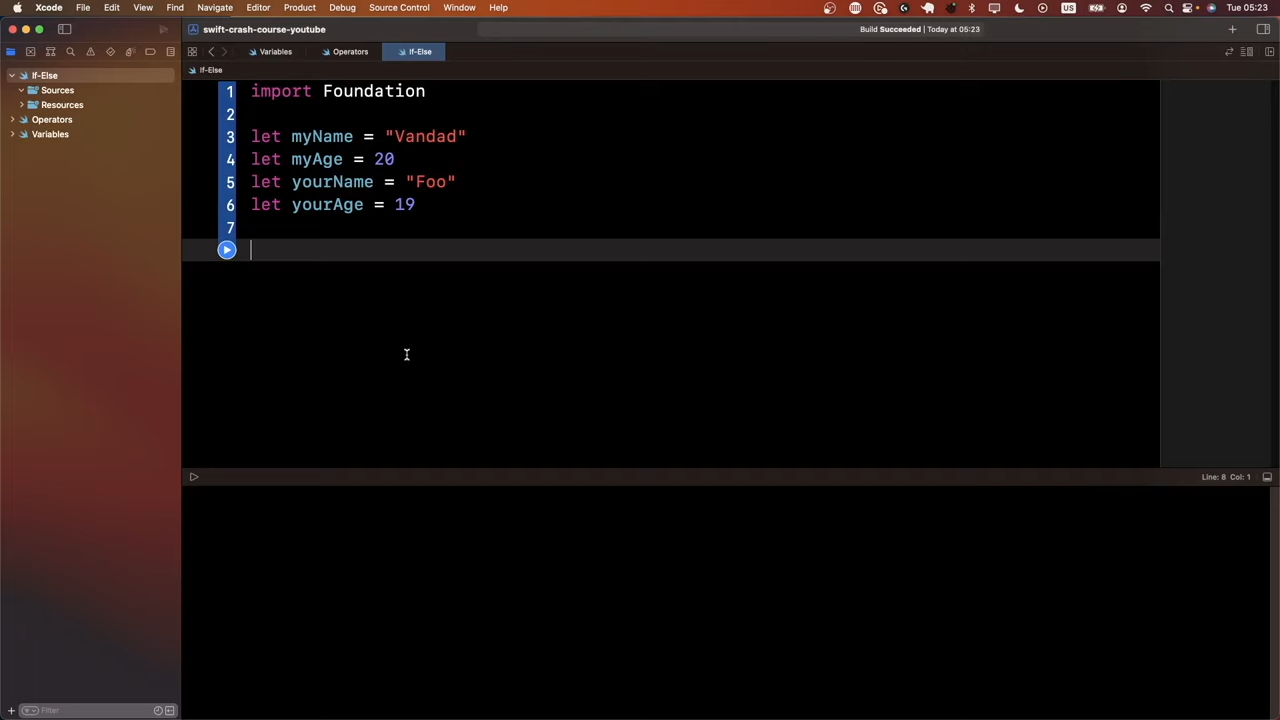 Xcode File Edit View Find Navigate Editor Product Debug Source Control Window Help
US
Tue 05:23
swift-crash-course-youtube
Build Succeeded | Today at 05:23
Variables
Operators
If-Else
If-Else
If-Else
Sources
Resources
Operators
Variables
1 import Foundation
2
3 let myName = "Vandad"
4 let myAge = 20
5 let yourName = "Foo"
6 let yourAge = 19
7
Line: 8 Col: 1
Filter